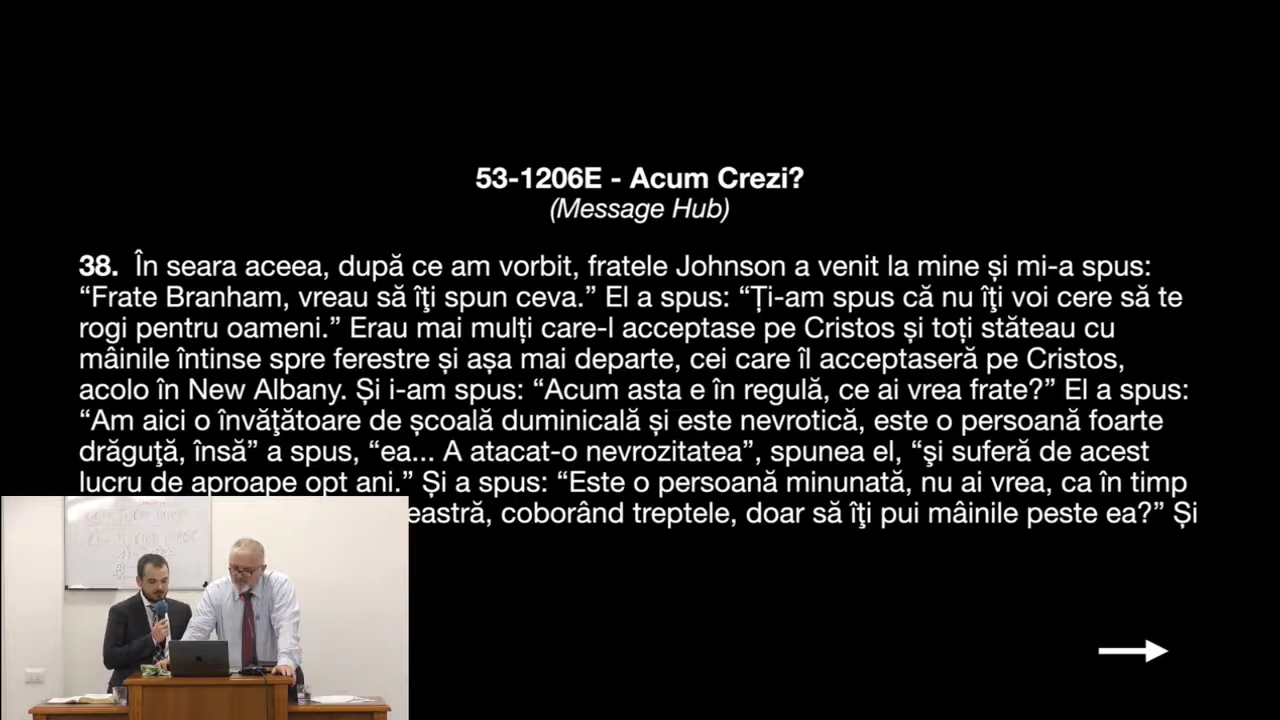 53-1206E - Acum Crezi?
(Message Hub)
38. În seara aceea, după ce am vorbit, fratele Johnson a venit la mine și mi-a spus:
“Frate Branham, vreau să îţi spun ceva.” El a spus: “Ți-am spus că nu îţi voi cere să te
rogi pentru oameni.” Erau mai mulți care-l acceptase pe Cristos și toți stăteau cu
mâinile întinse spre ferestre și așa mai departe, cei care îl acceptaseră pe Cristos,
acolo în New Albany. Și i-am spus: “Acum asta e în regulă, ce ai vrea frate?” El a spus:
“Am aici o învăţătoare de școală duminicală și este nevrotică, este o persoană foarte
drăguţă, însă” a spus, “ea... A atacat-o nevrozitatea”, spunea el, “şi suferă de acest
lucru de aproape opt ani.” Și a spus: “Este o persoană minunată, nu ai vrea, ca în timp
eastră, coborând treptele, doar să îţi pui mâinile peste ea?” Și